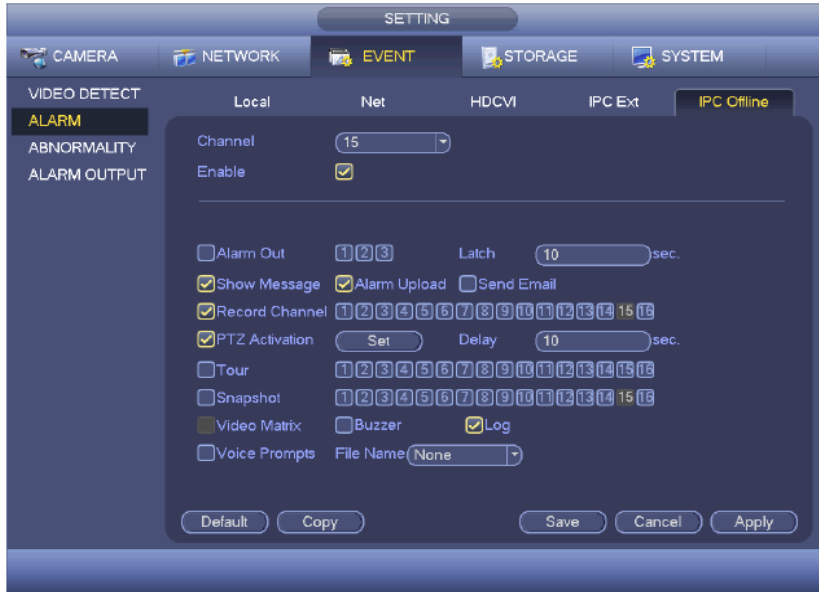 SETTING
CAMERA NETWORK EVENT STORAGE SYSTEM
VIDEO DETECT
ALARM
ABNORMALITY
ALARM OUTPUT
Local Net HDCVI IPC Ext IPC Offline
Channel 15
Enable
Alarm Out 1 2 3 Latch 10 sec.
Show Message Alarm Upload Send Email
Record Channel 1 2 3 4 5 6 7 8 9 10 11 12 13 14 15 16
PTZ Activation Set Delay 10 sec.
Tour 1 2 3 4 5 6 7 8 9 10 11 12 13 14 15 16
Snapshot 1 2 3 4 5 6 7 8 9 10 11 12 13 14 15 16
Video Matrix Buzzer Log
Voice Prompts File Name None
Default Copy Save Cancel Apply